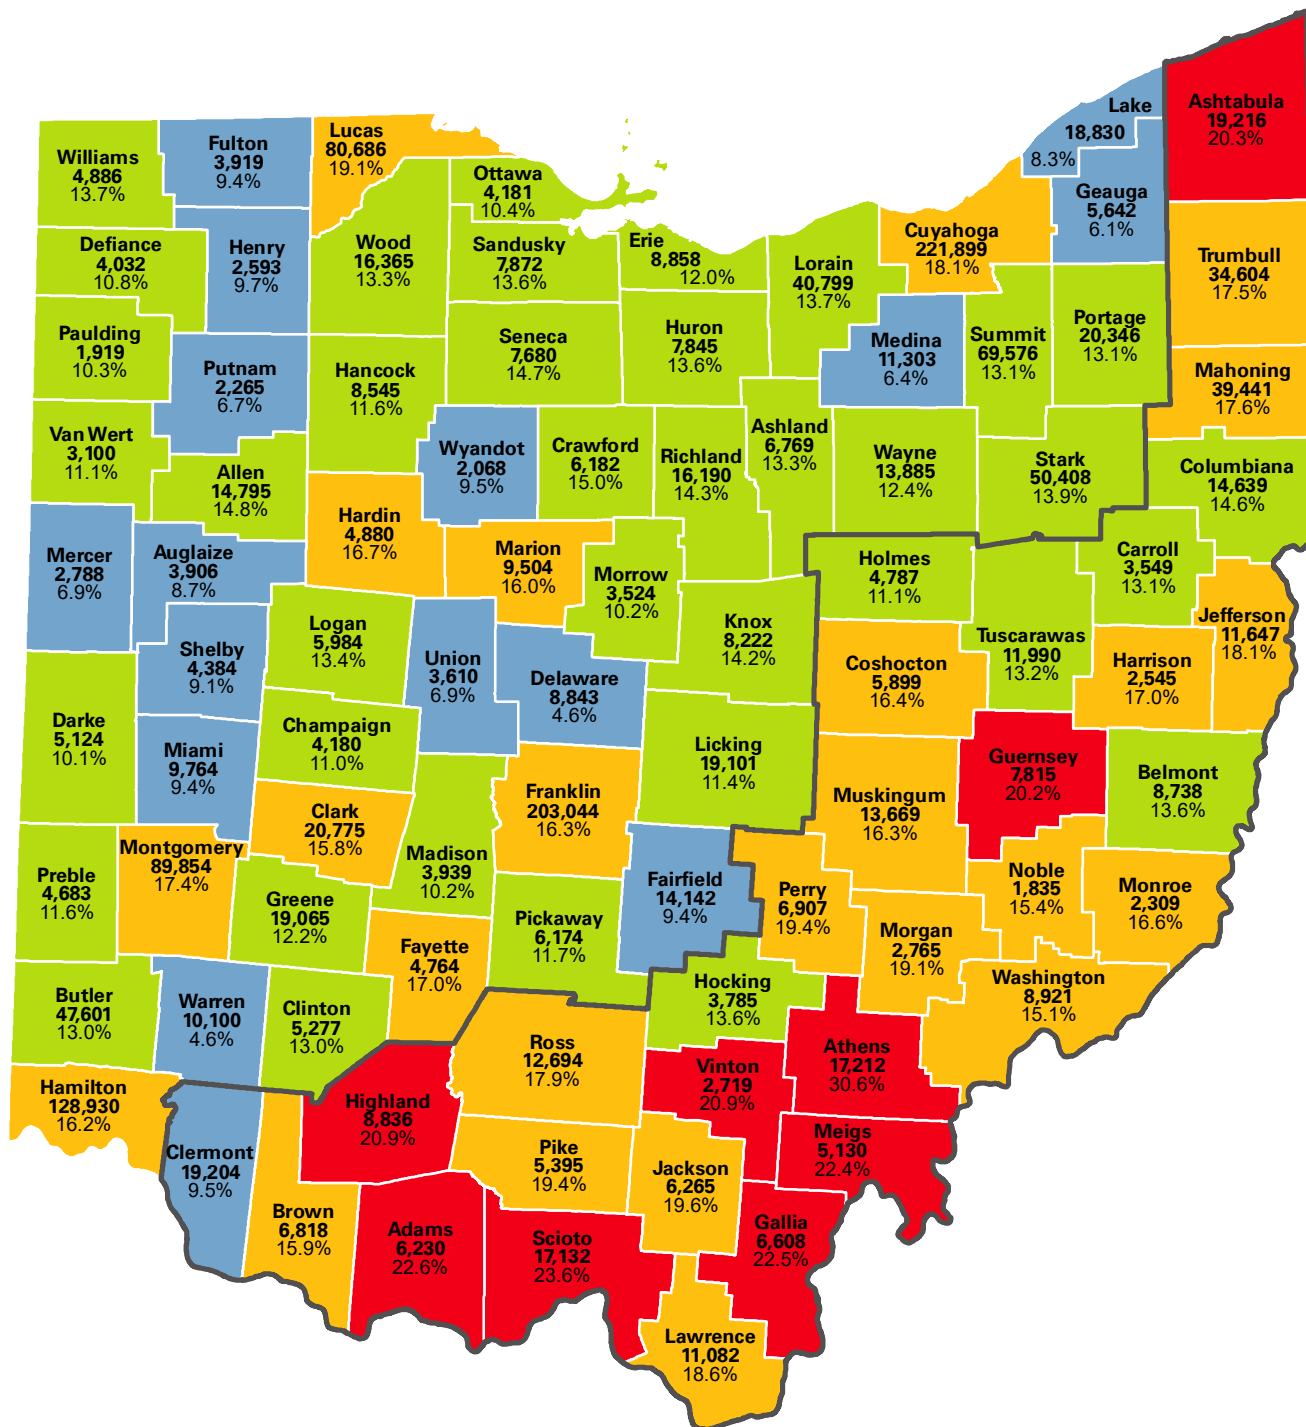 Lake
18,830
8.3%
Ashtabula
19,216
20.3%
Williams
4,886
13.7%
Fulton
3,919
9.4%
Lucas
80,686
19.1%
Ottawa
4,181
10.4%
Geauga
5,642
6.1%
Defiance
4,032
10.8%
Henry
2,593
9.7%
Wood
16,365
13.3%
Sandusky
7,872
13.6%
Erie
8,858
12.0%
Lorain
40,799
13.7%
Cuyahoga
221,899
18.1%
Trumbull
34,604
17.5%
Paulding
1,919
10.3%
Putnam
2,265
6.7%
Hancock
8,545
11.6%
Seneca
7,680
14.7%
Huron
7,845
13.6%
Medina
11,303
6.4%
Summit
69,576
13.1%
Portage
20,346
13.1%
Mahoning
39,441
17.6%
Van Wert
3,100
11.1%
Allen
14,795
14.8%
Wyandot
2,068
9.5%
Crawford
6,182
15.0%
Richland
16,190
14.3%
Ashland
6,769
13.3%
Wayne
13,885
12.4%
Stark
50,408
13.9%
Columbiana
14,639
14.6%
Mercer
2,788
6.9%
Auglaize
3,906
8.7%
Hardin
4,880
16.7%
Marion
9,504
16.0%
Morrow
3,524
10.2%
Holmes
4,787
11.1%
Carroll
3,549
13.1%
Jefferson
11,647
18.1%
Shelby
4,384
9.1%
Logan
5,984
13.4%
Union
3,610
6.9%
Delaware
8,843
4.6%
Knox
8,222
14.2%
Coshocton
5,899
16.4%
Tuscarawas
11,990
13.2%
Harrison
2,545
17.0%
Darke
5,124
10.1%
Miami
9,764
9.4%
Champaign
4,180
11.0%
Licking
19,101
11.4%
Guernsey
7,815
20.2%
Belmont
8,738
13.6%
Clark
20,775
15.8%
Franklin
203,044
16.3%
Muskingum
13,669
16.3%
Preble
4,683
11.6%
Montgomery
89,854
17.4%
Madison
3,939
10.2%
Greene
19,065
12.2%
Fairfield
14,142
9.4%
Perry
6,907
19.4%
Noble
1,835
15.4%
Monroe
2,309
16.6%
Pickaway
6,174
11.7%
Fayette
4,764
17.0%
Morgan
2,765
19.1%
Washington
8,921
15.1%
Butler
47,601
13.0%
Warren
10,100
4.6%
Clinton
5,277
13.0%
Hocking
3,785
13.6%
Ross
12,694
17.9%
Athens
17,212
30.6%
Vinton
2,719
20.9%
Hamilton
128,930
16.2%
Highland
8,836
20.9%
Meigs
5,130
22.4%
Clermont
19,204
9.5%
Pike
5,395
19.4%
Jackson
6,265
19.6%
Brown
6,818
15.9%
Adams
6,230
22.6%
Scioto
17,132
23.6%
Gallia
6,608
22.5%
Lawrence
11,082
18.6%